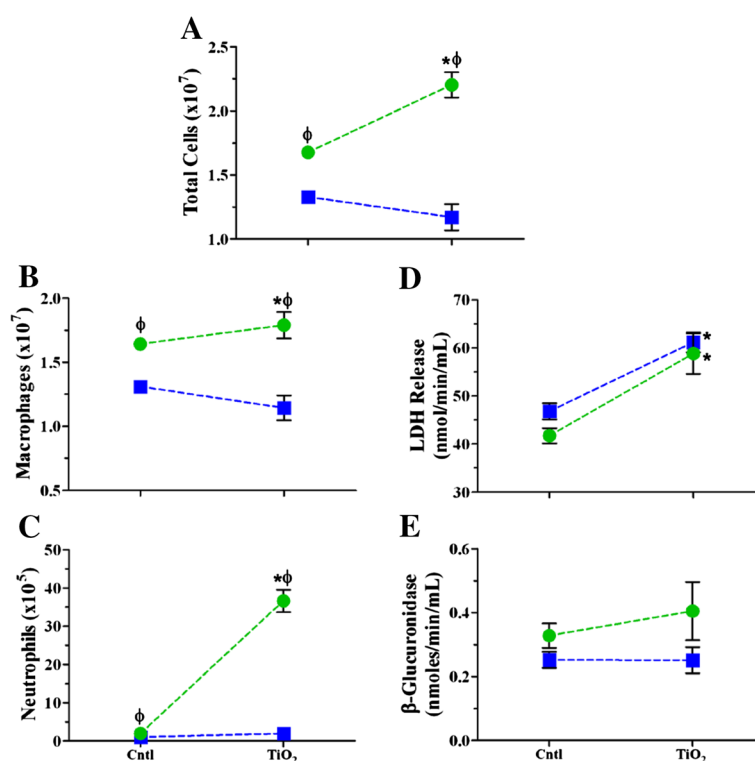 A
Total Cells (x10⁷)
2.5
2.0
1.5
1.0
ϕ
*ϕ
B
Macrophages (x10⁷)
2.0
1.5
1.0
0.5
ϕ
*ϕ
D
LDH Release
(nmol/min/mL)
70
60
50
40
30
*
*
C
Neutrophils (x10⁵)
50
40
30
20
10
0
ϕ
*ϕ
Cntl
TiO₂
E
β-Glucuronidase
(nmoles/min/mL)
0.6
0.4
0.2
0.0
Cntl
TiO₂